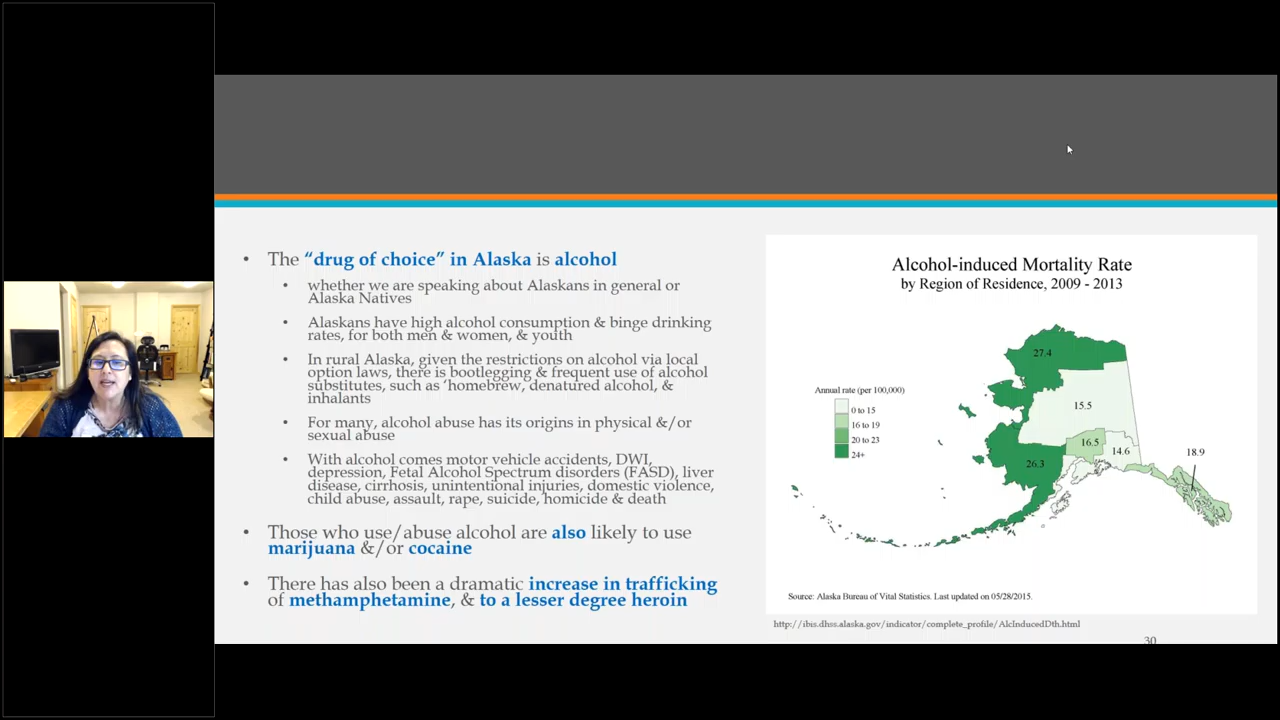 The “drug of choice” in Alaska is alcohol
whether we are speaking about Alaskans in general or
Alaska Natives
Alaskans have high alcohol consumption & binge drinking
rates, for both men & women, & youth
In rural Alaska, given the restrictions on alcohol via local
option laws, there is bootlegging & frequent use of alcohol
substitutes, such as ‘homebrew, denatured alcohol, &
inhalants
For many, alcohol abuse has its origins in physical &/or
sexual abuse
With alcohol comes motor vehicle accidents, DWI,
depression, Fetal Alcohol Spectrum disorders (FASD), liver
disease, cirrhosis, unintentional injuries, domestic violence,
child abuse, assault, rape, suicide, homicide & death
Those who use/abuse alcohol are also likely to use
marijuana &/or cocaine
There has also been a dramatic increase in trafficking
of methamphetamine, & to a lesser degree heroin
Alcohol-induced Mortality Rate
by Region of Residence, 2009 - 2013
Annual rate (per 100,000)
0 to 15
16 to 19
20 to 23
24+
27.4
15.5
16.5
14.6
18.9
26.3
Source: Alaska Bureau of Vital Statistics. Last updated on 05/28/2015.
http://ibis.dhss.alaska.gov/indicator/complete_profile/AlcInducedDth.html
30